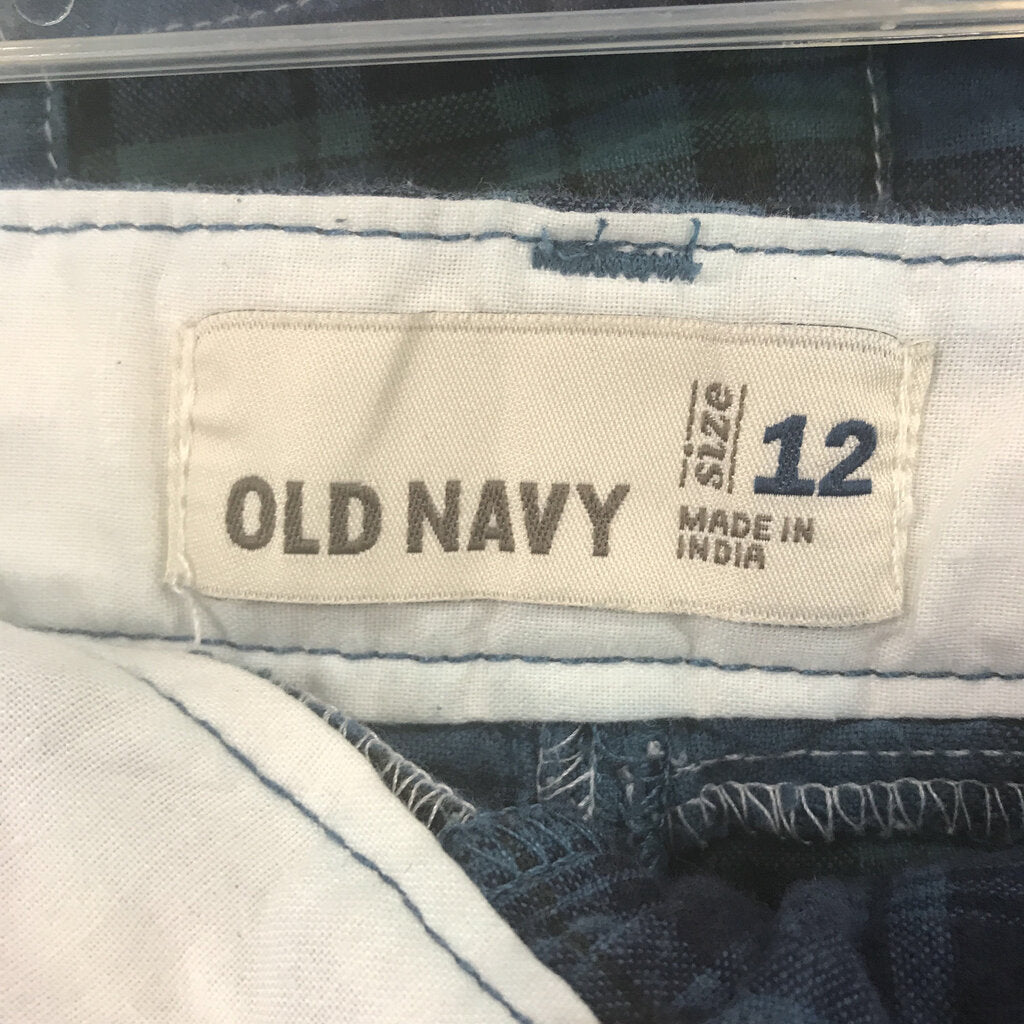 OLD NAVY
size 12
MADE IN
INDIA